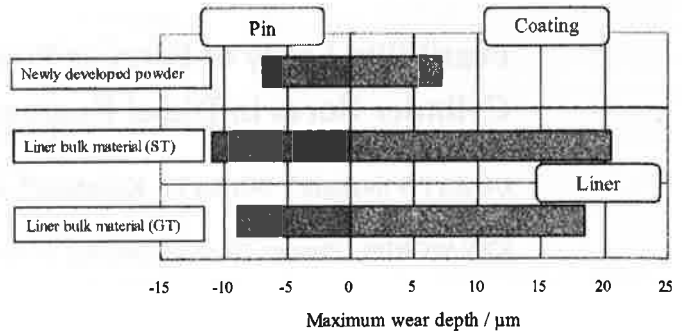 Pin
Coating
Newly developed powder
Liner bulk material (ST)
Liner
Liner bulk material (GT)
-15 -10 -5 0 5 10 15 20 25
Maximum wear depth / µm